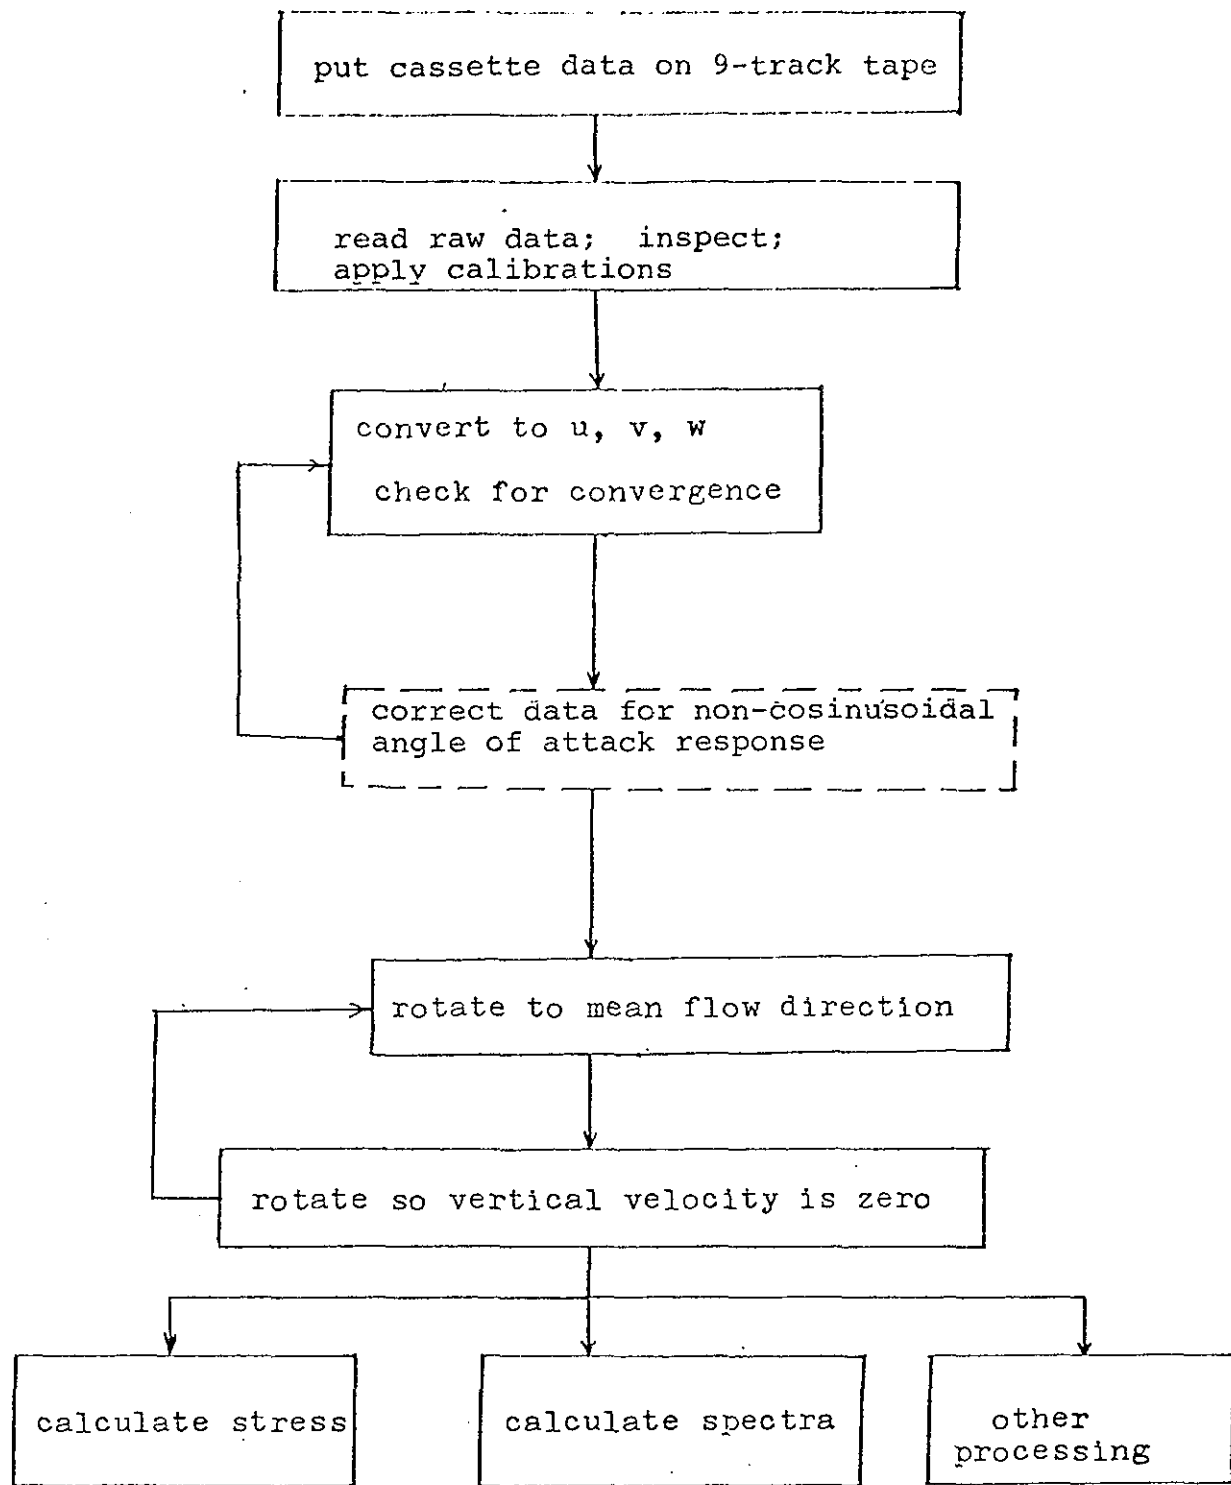 put cassette data on 9-track tape
read raw data; inspect;
apply calibrations
convert to u, v, w
check for convergence
correct data for non-cosinusoidal
angle of attack response
rotate to mean flow direction
rotate so vertical velocity is zero
calculate stress
calculate spectra
other
processing